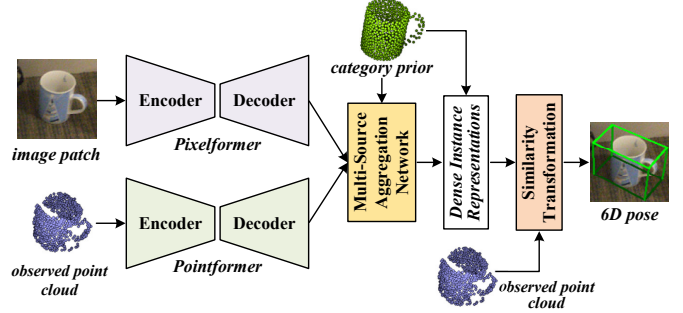 image patch
Encoder
Decoder
Pixelformer
observed point
cloud
Encoder
Decoder
Pointformer
category prior
Multi-Source
Aggregation
Network
Dense Instance
Representations
Similarity
Transformation
observed point
cloud
6D pose